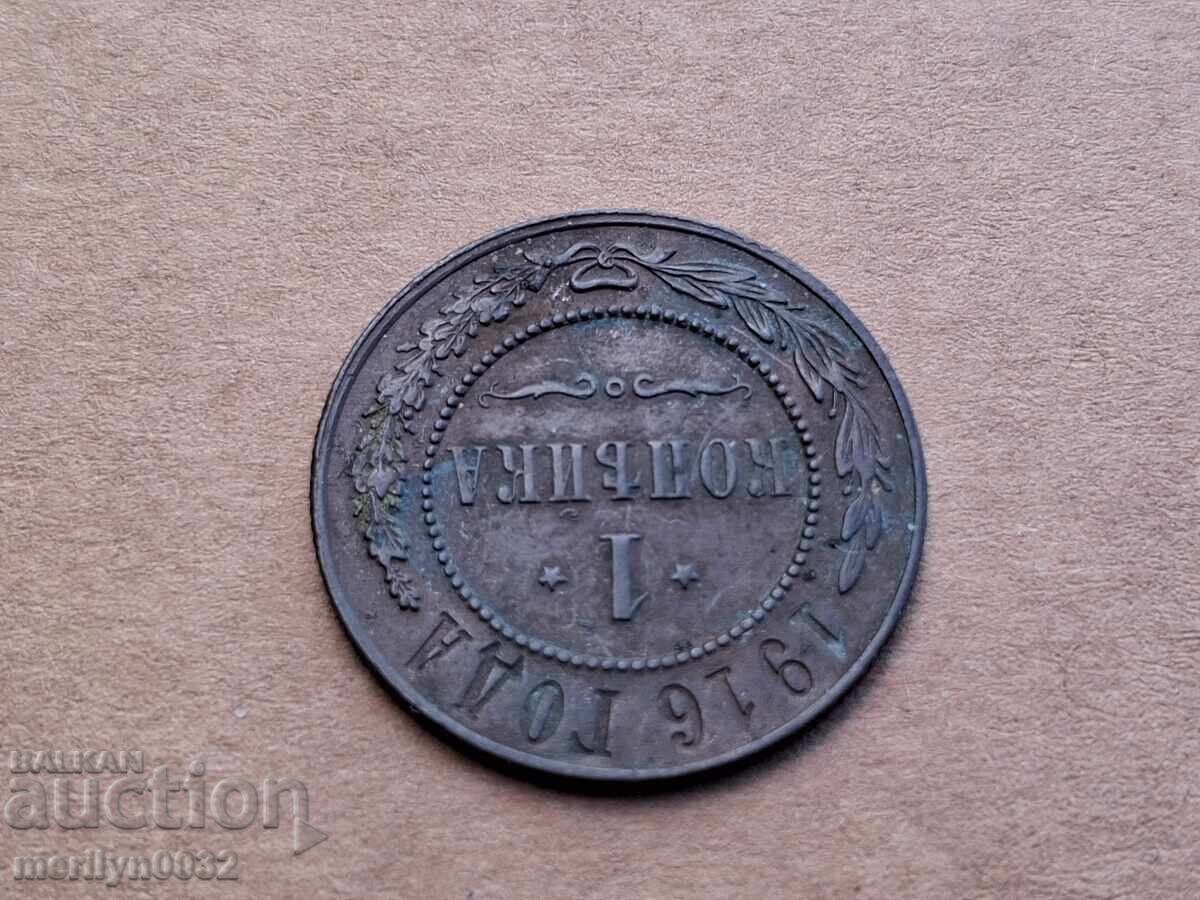 1916 ГОДА
* 1 *
КОПѢЙКА
BALKAN
auction
merilyn0032